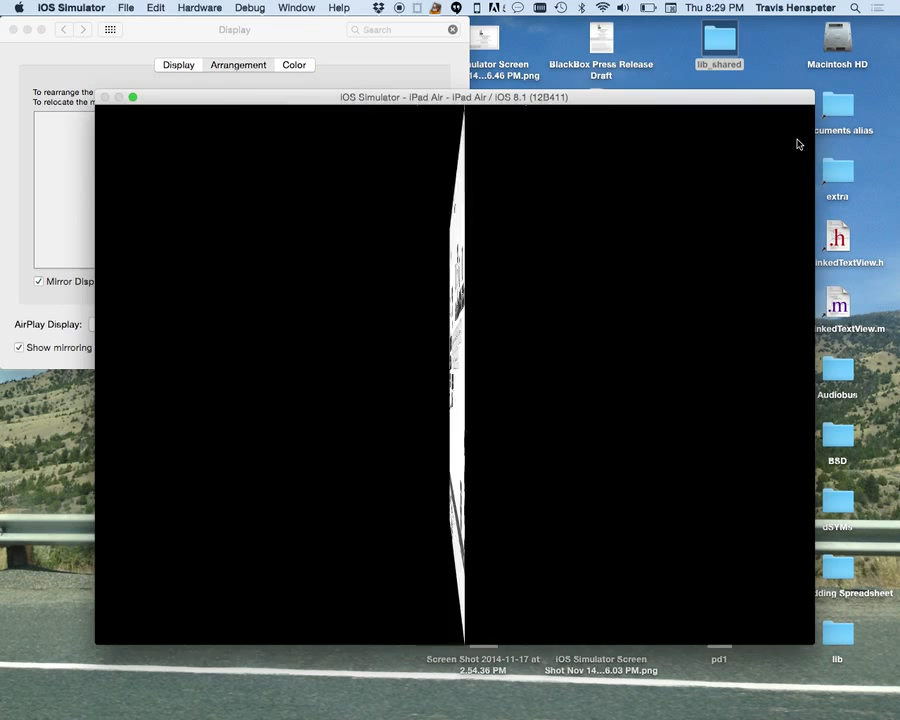 iOS Simulator File Edit Hardware Debug Window Help Thu 8:29 PM Travis Henspeter
Display
Search
Display Arrangement Color
To rearrange the
To relocate the m
Mirror Disp
AirPlay Display:
Show mirroring
iOS Simulator - iPad Air - iPad Air / iOS 8.1 (12B411)
ulator Screen
14...6.46 PM.png
BlackBox Press Release
Draft
lib_shared
Macintosh HD
cuments alias
extra
.h
inkedTextView.h
.m
inkedTextView.m
Audiobus
BSD
dSYMs
dding Spreadsheet
lib
Screen Shot 2014-11-17 at
2.54.36 PM
iOS Simulator Screen
Shot Nov 14...6.03 PM.png
pd1